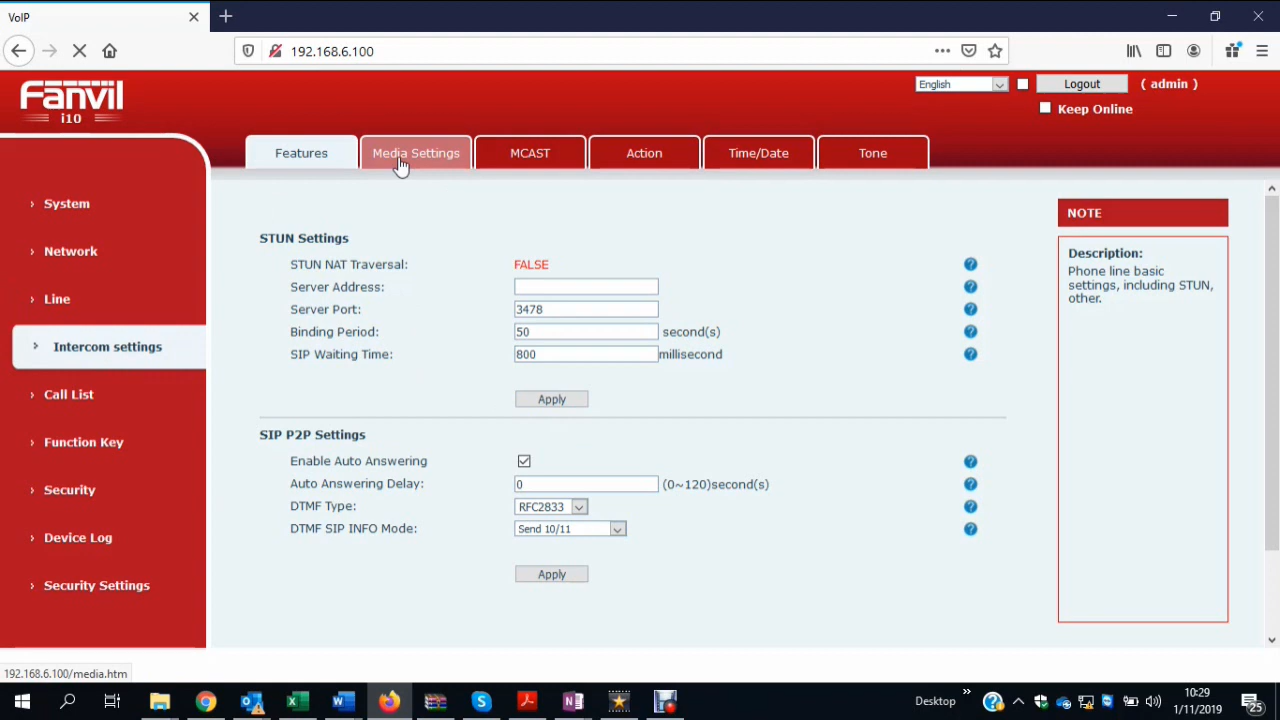 VoIP
192.168.6.100
Fanvil
i10
English
Logout
( admin )
Keep Online
Features
Media Settings
MCAST
Action
Time/Date
Tone
System
Network
Line
Intercom settings
Call List
Function Key
Security
Device Log
Security Settings
STUN Settings
STUN NAT Traversal: FALSE
Server Address:
Server Port: 3478
Binding Period: 50 second(s)
SIP Waiting Time: 800 millisecond
Apply
SIP P2P Settings
Enable Auto Answering
Auto Answering Delay: 0 (0~120)second(s)
DTMF Type: RFC2833
DTMF SIP INFO Mode: Send 10/11
Apply
NOTE
Description:
Phone line basic
settings, including STUN,
other.
192.168.6.100/media.htm
Desktop
10:29
1/11/2019
25